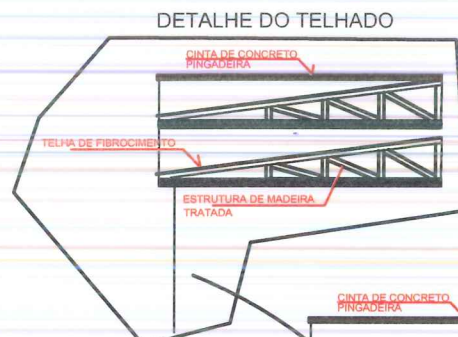 DETALHE DO TELHADO
CINTA DE CONCRETO
PINGADEIRA
TELHA DE FIBROCIMENTO
ESTRUTURA DE MADEIRA
TRATADA
CINTA DE CONCRETO
PINGADEIRA